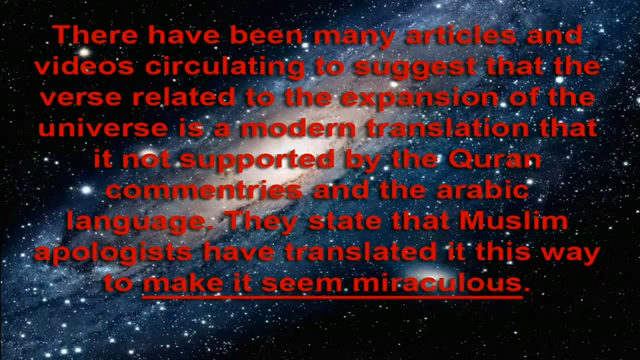 There have been many articles and
videos circulating to suggest that the
verse related to the expansion of the
universe is a modern translation that
it not supported by the Quran
commentries and the arabic
language. They state that Muslim
apologists have translated it this way
to make it seem miraculous.